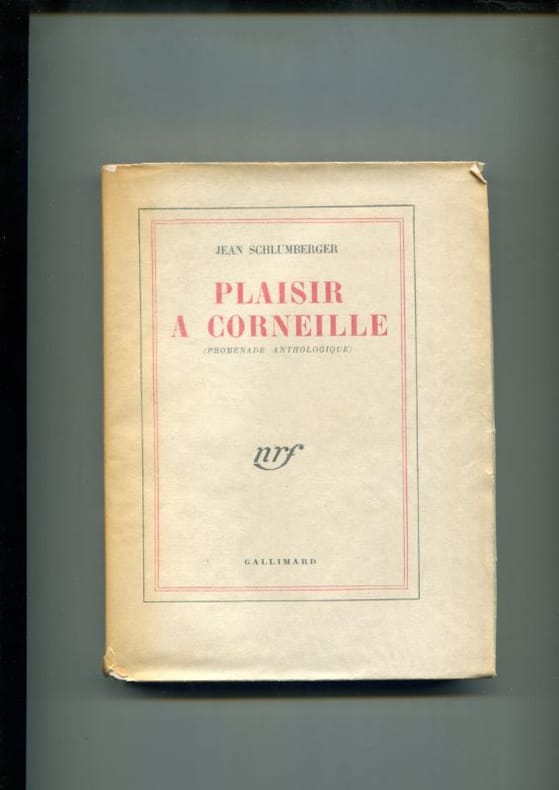 JEAN SCHLUMBERGER
PLAISIR
A CORNEILLE
(PROMENADE ANTHOLOGIQUE)
nrf
GALLIMARD